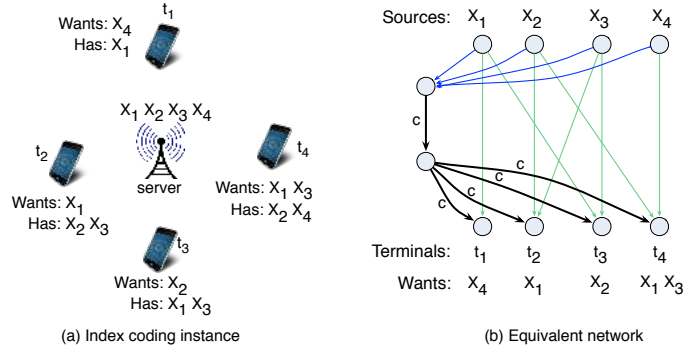 t1
Wants: X4
Has: X1
X1 X2 X3 X4
server
t2
Wants: X1
Has: X2 X3
t4
Wants: X1 X3
Has: X2 X4
t3
Wants: X2
Has: X1 X3
(a) Index coding instance
Sources: X1 X2 X3 X4
c
c
c
c
c
Terminals: t1 t2 t3 t4
Wants: X4 X1 X2 X1 X3
(b) Equivalent network